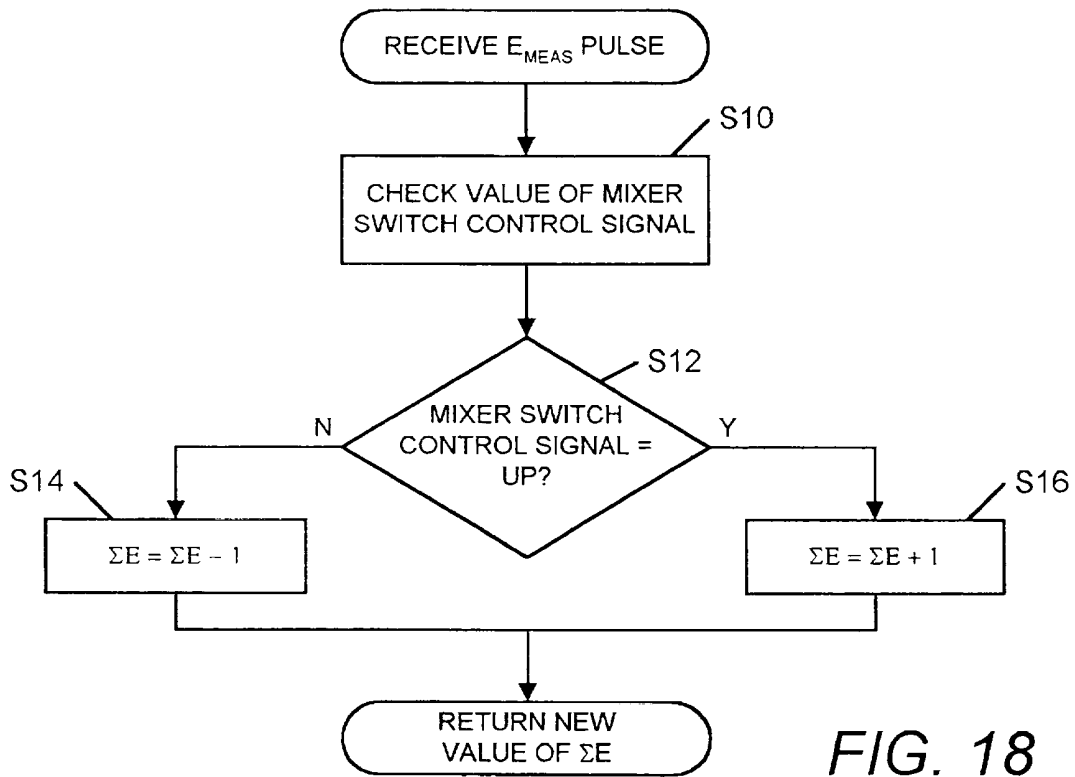 RECEIVE E_MEAS PULSE
S10
CHECK VALUE OF MIXER
SWITCH CONTROL SIGNAL
S12
MIXER SWITCH
CONTROL SIGNAL =
UP?
N
Y
S14
S16
ΣE = ΣE – 1
ΣE = ΣE + 1
RETURN NEW
VALUE OF ΣE
FIG. 18